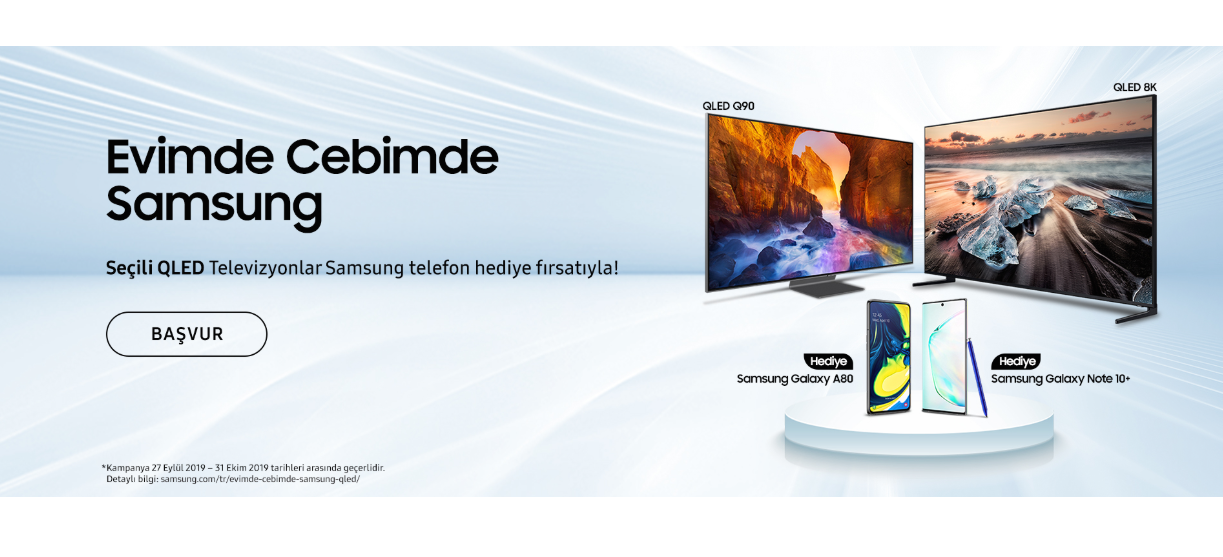 Evimde Cebimde
Samsung
Seçili QLED Televizyonlar Samsung telefon hediye fırsatıyla!
BAŞVUR
*Kampanya 27 Eylül 2019 – 31 Ekim 2019 tarihleri arasında geçerlidir.
Detaylı bilgi: samsung.com/tr/evimde-cebimde-samsung-qled/
QLED Q90
QLED 8K
Hediye
Samsung Galaxy A80
Hediye
Samsung Galaxy Note 10+